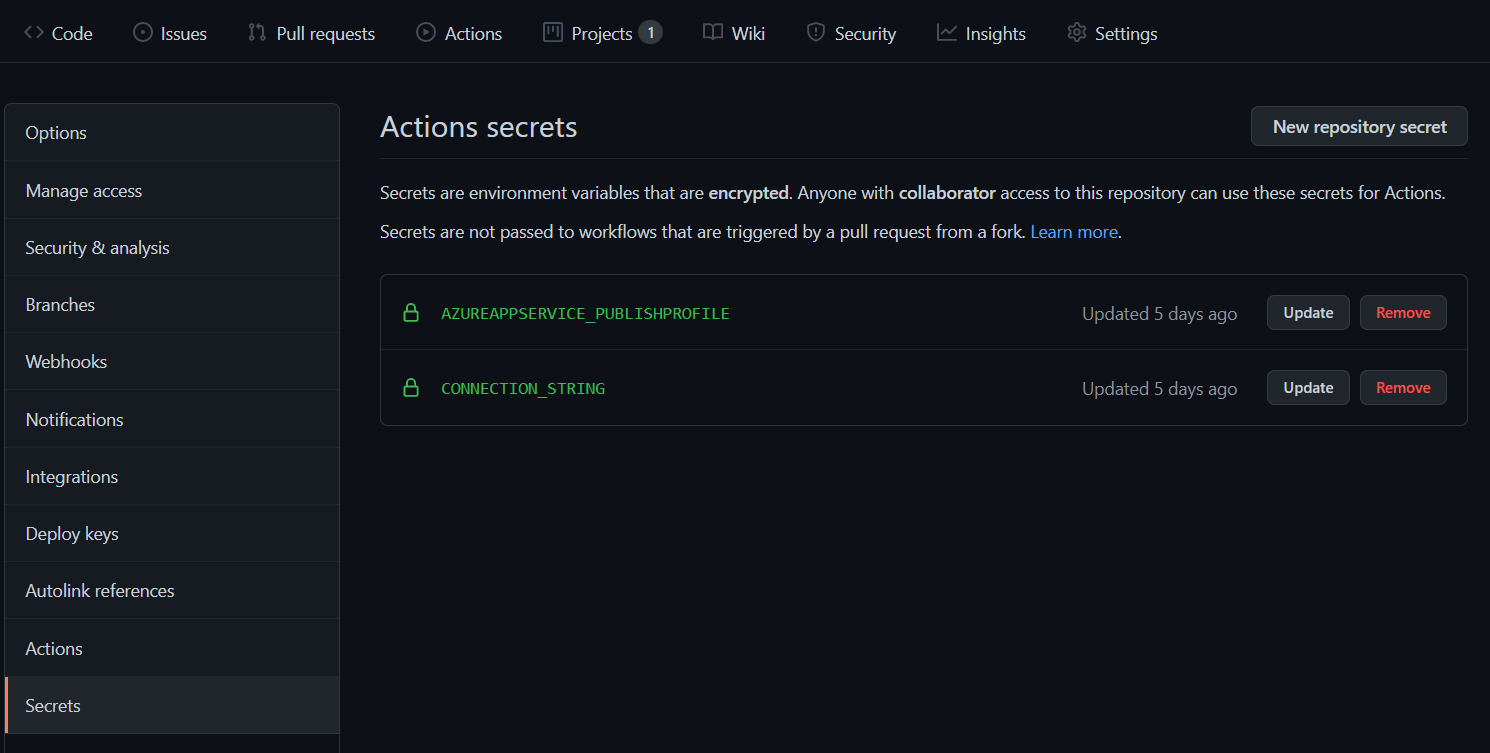 Code Issues Pull requests Actions Projects 1 Wiki Security Insights Settings
Options
Manage access
Security & analysis
Branches
Webhooks
Notifications
Integrations
Deploy keys
Autolink references
Actions
Secrets
Actions secrets New repository secret
Secrets are environment variables that are encrypted. Anyone with collaborator access to this repository can use these secrets for Actions.
Secrets are not passed to workflows that are triggered by a pull request from a fork. Learn more.
AZUREAPPSERVICE_PUBLISHPROFILE Updated 5 days ago Update Remove
CONNECTION_STRING Updated 5 days ago Update Remove